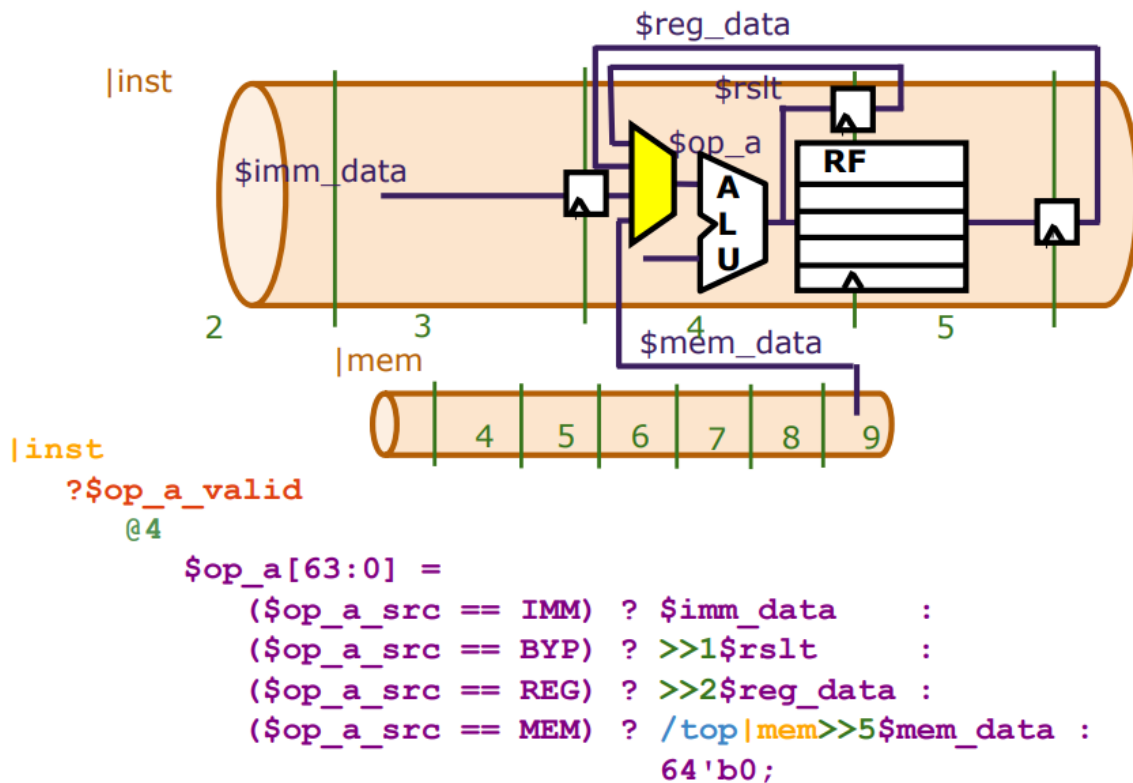 $reg_data
|inst
$rslt
$op_a
RF
$imm_data
A
L
U
2 3 4 5
$mem_data
|mem
4 5 6 7 8 9
|inst
?$op_a_valid
@4
$op_a[63:0] =
($op_a_src == IMM) ? $imm_data :
($op_a_src == BYP) ? >>1$rslt :
($op_a_src == REG) ? >>2$reg_data :
($op_a_src == MEM) ? /top|mem>>5$mem_data :
64'b0;